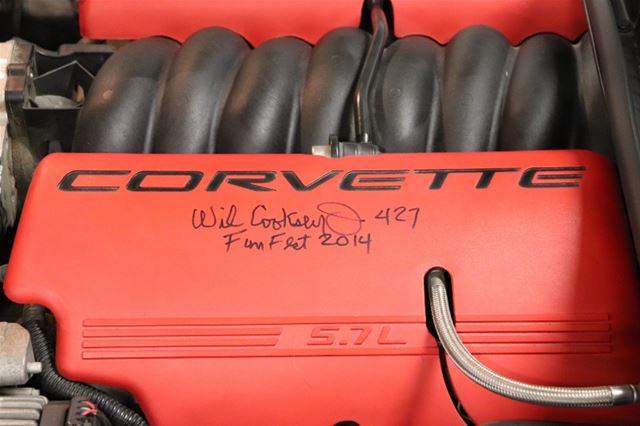 CORVETTE
Wil Cooksey 427
Fun Fest 2014
5.7L